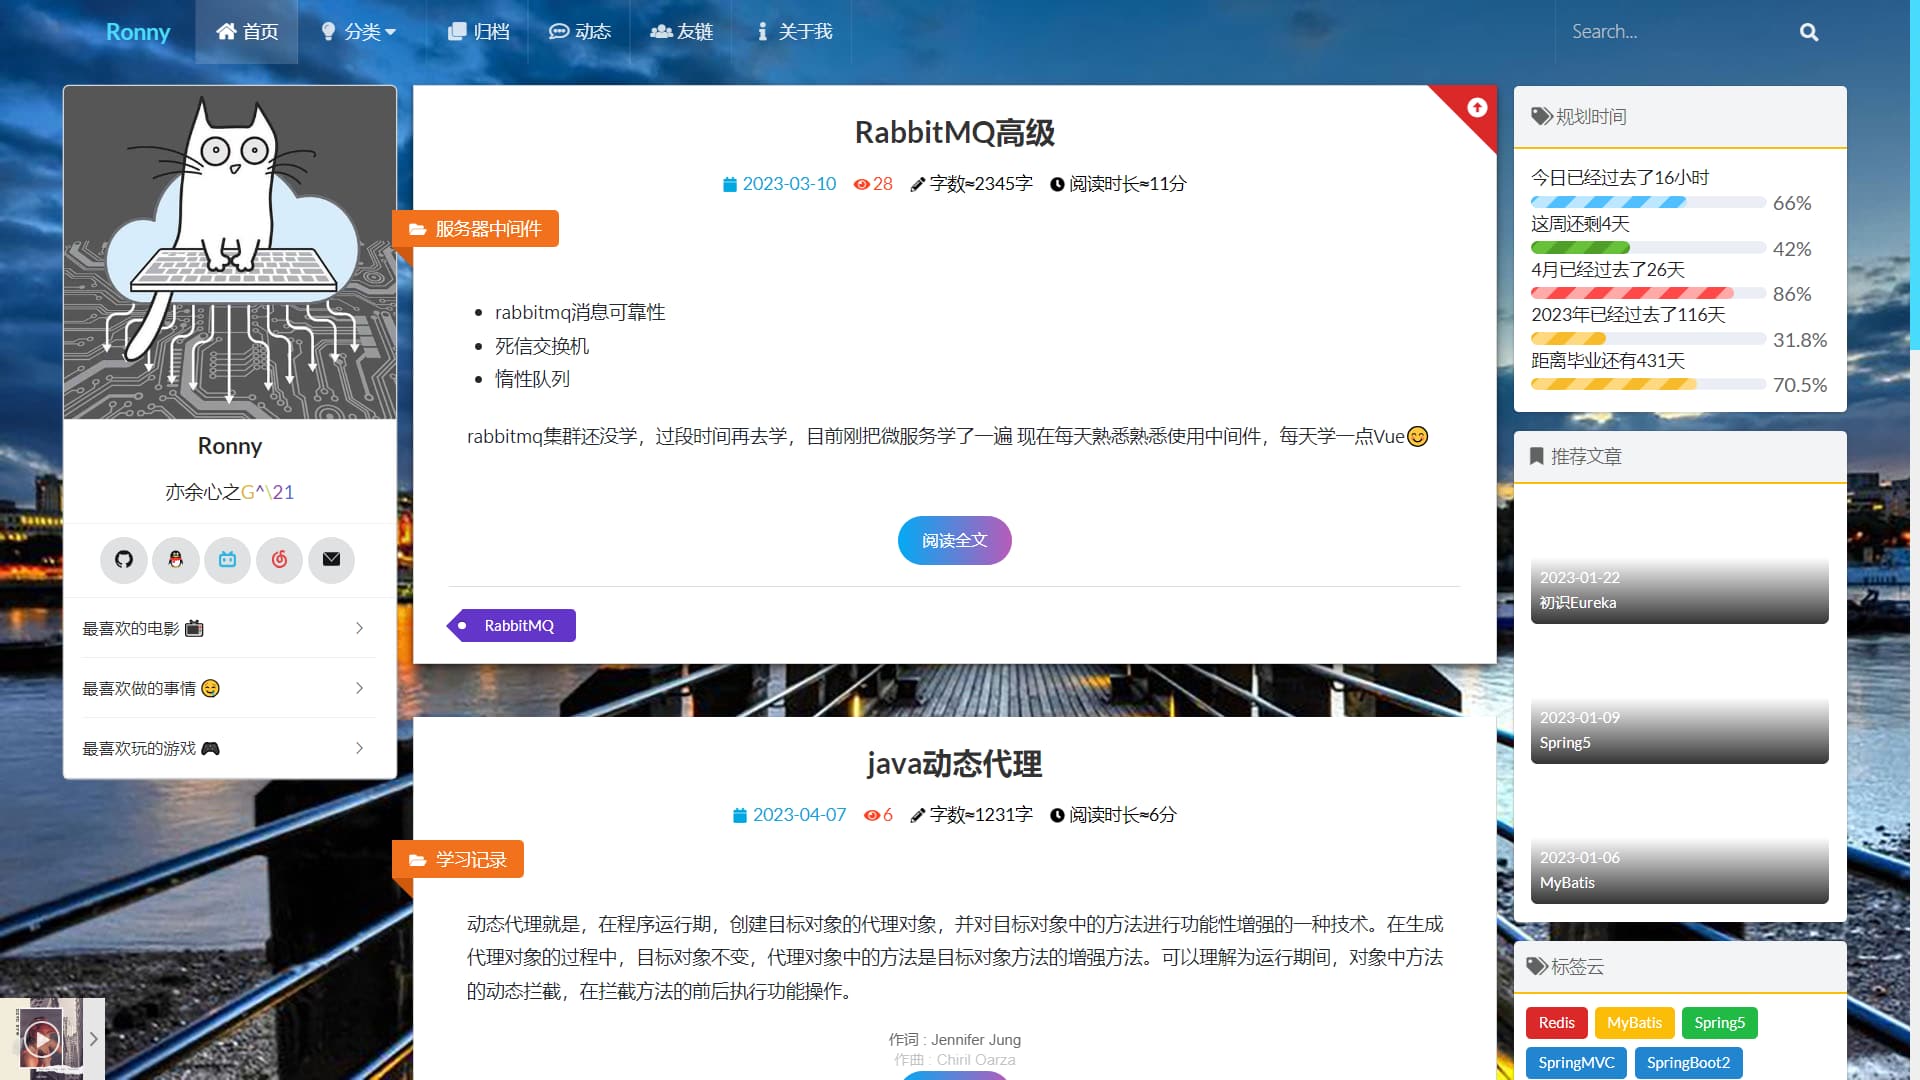 Ronny
首页
分类
归档
动态
友链
关于我
Search...
Ronny
亦余心之G^\21
最喜欢的电影 📺
最喜欢做的事情 😊
最喜欢玩的游戏 🎮
RabbitMQ高级
2023-03-10 28 字数≈2345字 阅读时长≈11分
服务器中间件
rabbitmq消息可靠性
死信交换机
惰性队列
rabbitmq集群还没学，过段时间再去学，目前刚把微服务学了一遍 现在每天熟悉熟悉使用中间件，每天学一点Vue😊
阅读全文
RabbitMQ
java动态代理
2023-04-07 6 字数≈1231字 阅读时长≈6分
学习记录
动态代理就是，在程序运行期，创建目标对象的代理对象，并对目标对象中的方法进行功能性增强的一种技术。在生成
代理对象的过程中，目标对象不变，代理对象中的方法是目标对象方法的增强方法。可以理解为运行期间，对象中方法
的动态拦截，在拦截方法的前后执行功能操作。
作词 : Jennifer Jung
作曲 : Chiril Oarza
规划时间
今日已经过去了16小时
66%
这周还剩4天
42%
4月已经过去了26天
86%
2023年已经过去了116天
31.8%
距离毕业还有431天
70.5%
推荐文章
2023-01-22
初识Eureka
2023-01-09
Spring5
2023-01-06
MyBatis
标签云
Redis MyBatis Spring5
SpringMVC SpringBoot2